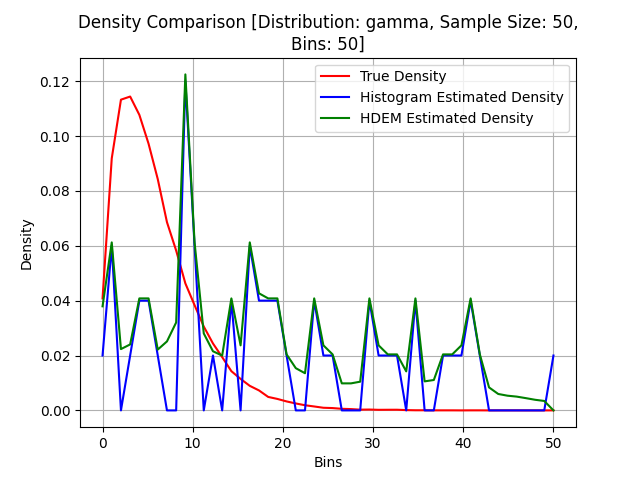 Density Comparison [Distribution: gamma, Sample Size: 50,
Bins: 50]
True Density
Histogram Estimated Density
HDEM Estimated Density
Density
0.12
0.10
0.08
0.06
0.04
0.02
0.00
0 10 20 30 40 50
Bins